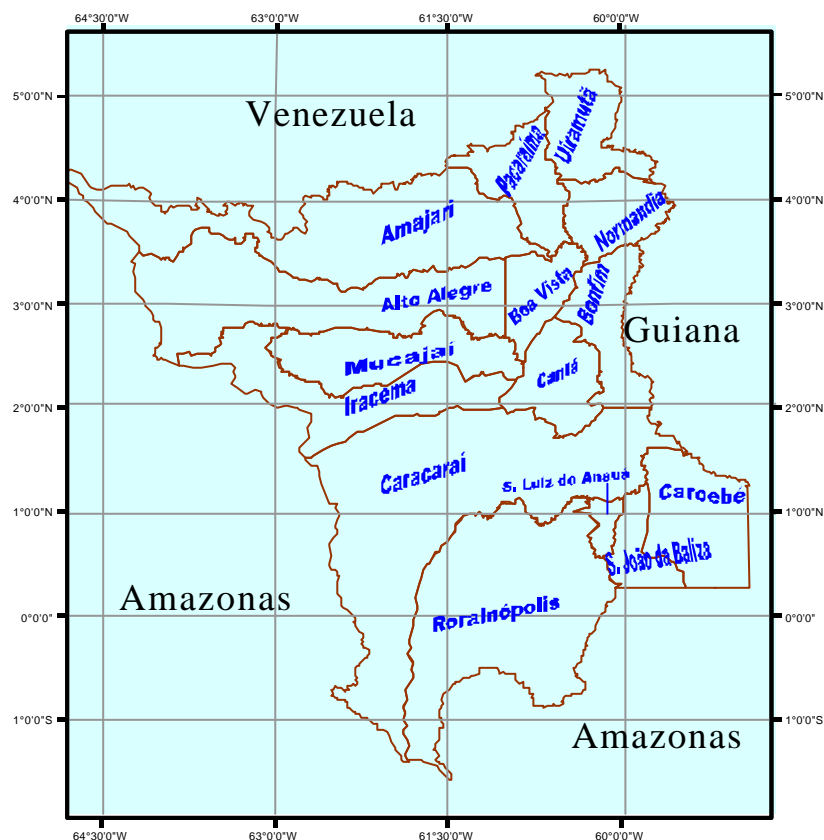 64°30'0"W 63°0'0"W 61°30'0"W 60°0'0"W
5°0'0"N 5°0'0"N
Venezuela
Uiramutã
Pacaraima
4°0'0"N 4°0'0"N
Amajari
Normandia
Alto Alegre
Boa Vista
Bonfim
3°0'0"N 3°0'0"N
Guiana
Mucajaí
Cantá
Iracema
2°0'0"N 2°0'0"N
Caracaraí
S. Luiz do Anauá
Caroebé
1°0'0"N 1°0'0"N
S. João da Baliza
Amazonas
Rorainópolis
0°0'0" 0°0'0"
1°0'0"S 1°0'0"S
Amazonas
64°30'0"W 63°0'0"W 61°30'0"W 60°0'0"W